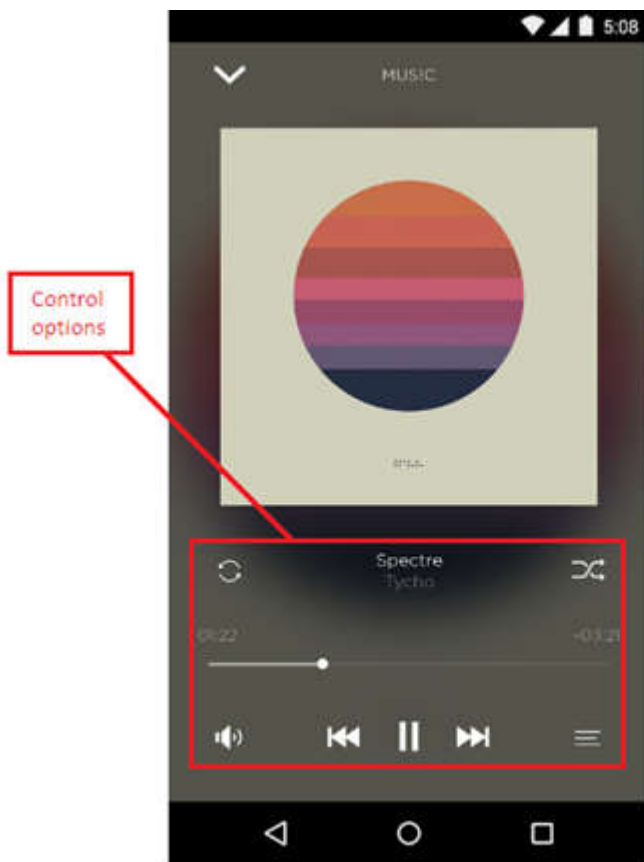 5:08
MUSIC
Control
options
Spectre
Tycho
01:22
-03:21